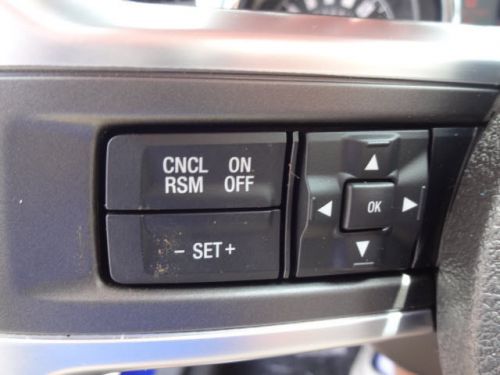 CNCL ON
RSM OFF
- SET +
OK